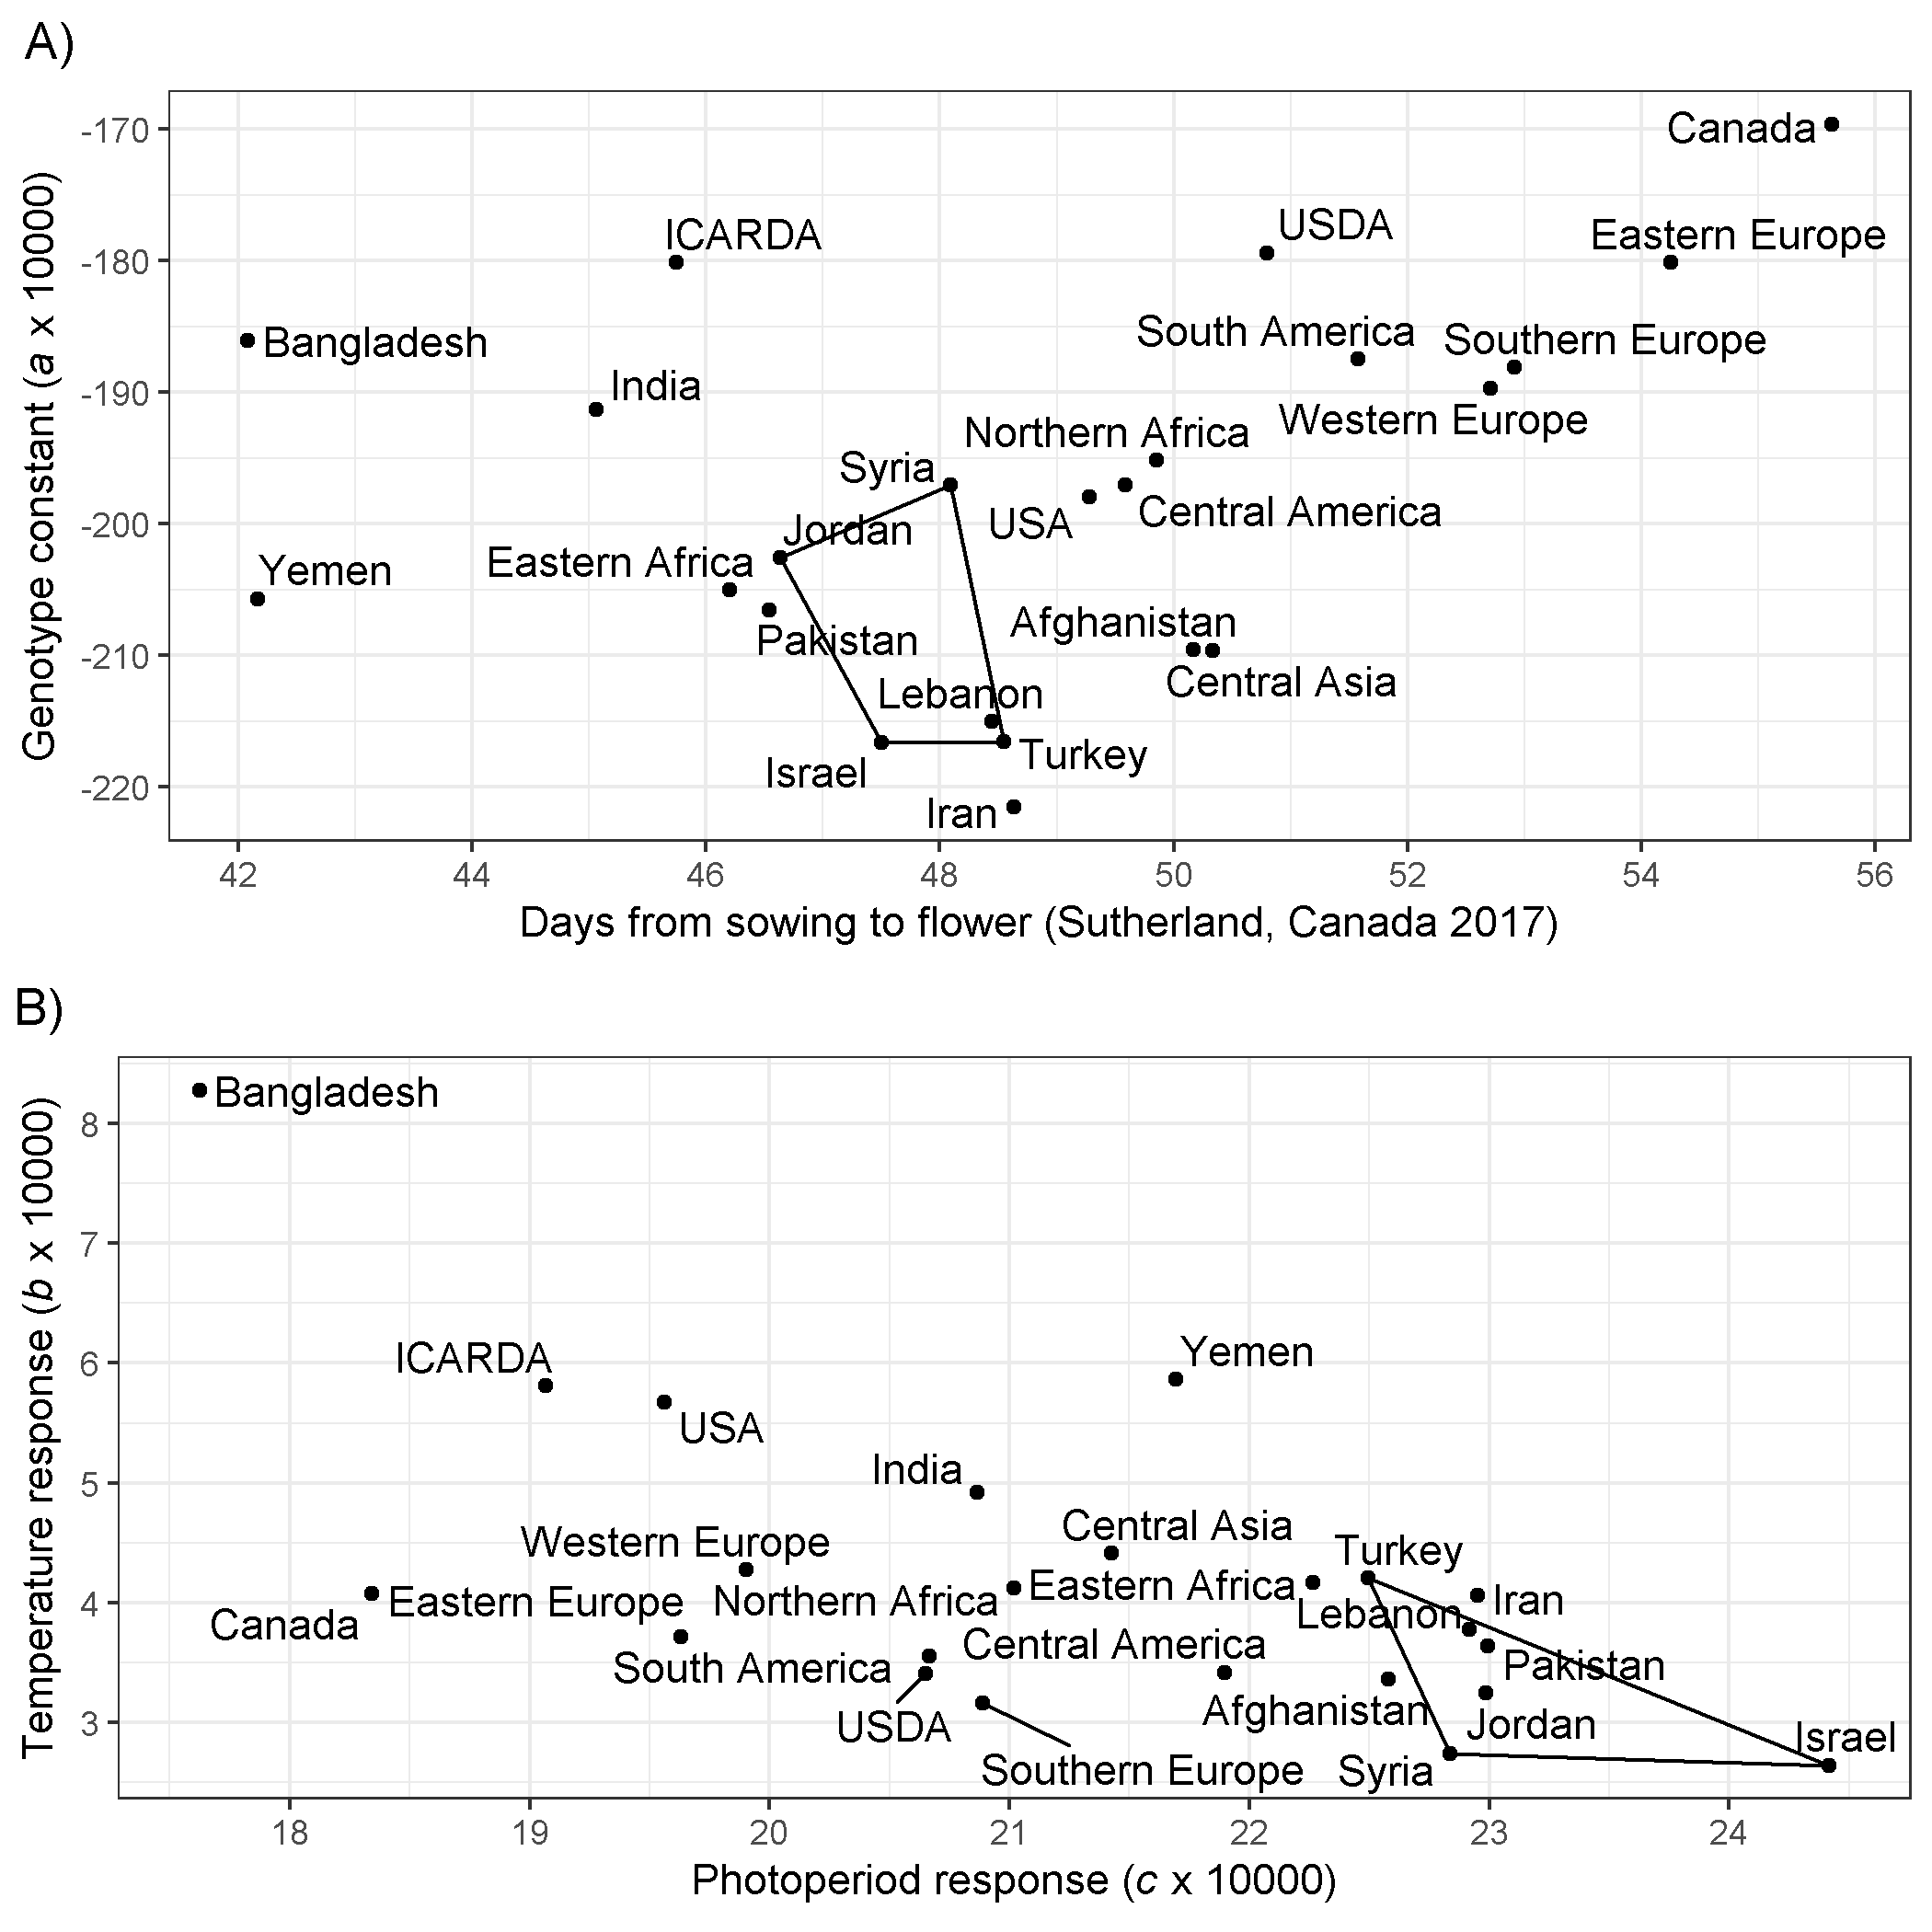 A)
Genotype constant (a x 10000)
-170
-180
-190
-200
-210
-220
Canada
USDA
ICARDA
Eastern Europe
South America
Southern Europe
Bangladesh
India
Western Europe
Northern Africa
Syria
Central America
USA
Jordan
Eastern Africa
Yemen
Afghanistan
Pakistan
Central Asia
Lebanon
Turkey
Israel
Iran
42 44 46 48 50 52 54 56
Days from sowing to flower (Sutherland, Canada 2017)
B)
Temperature response (b x 10000)
8
7
6
5
4
3
Bangladesh
Yemen
ICARDA
USA
India
Central Asia
Western Europe
Turkey
Eastern Africa
Northern Africa
Eastern Europe
Iran
Lebanon
Canada
Central America
South America
Pakistan
Afghanistan
Jordan
USDA
Israel
Southern Europe
Syria
18 19 20 21 22 23 24
Photoperiod response (c x 10000)